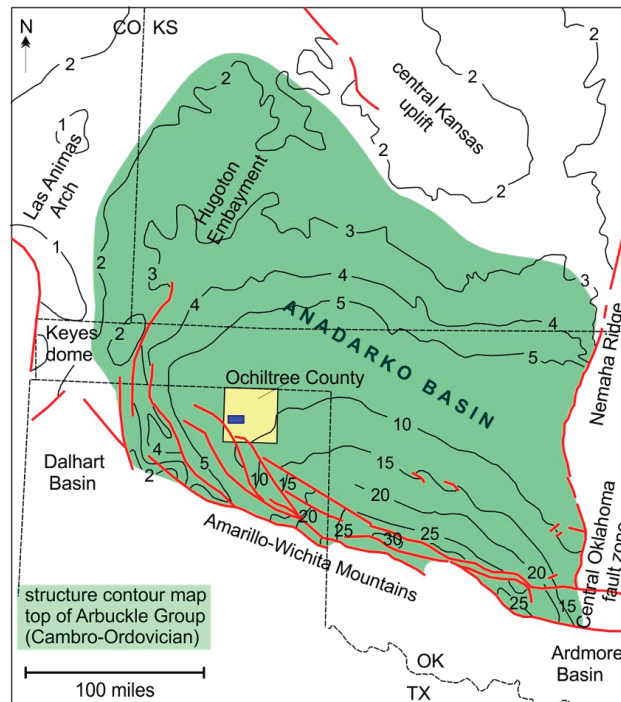 N
CO KS
2
2
2
2
1
Las Animas
Arch
Hugoton
Embayment
central Kansas
uplift
2
2
1
2
3
3
4
4
4
5
5
2
Keyes
dome
ANADARKO BASIN
Nemaha Ridge
Ochiltree County
10
Dalhart
Basin
4
2
5
10
15
15
20
20
25
30
25
20
25
15
Amarillo-Wichita Mountains
Central Oklahoma
fault zone
structure contour map
top of Arbuckle Group
(Cambro-Ordovician)
100 miles
OK
TX
Ardmore
Basin